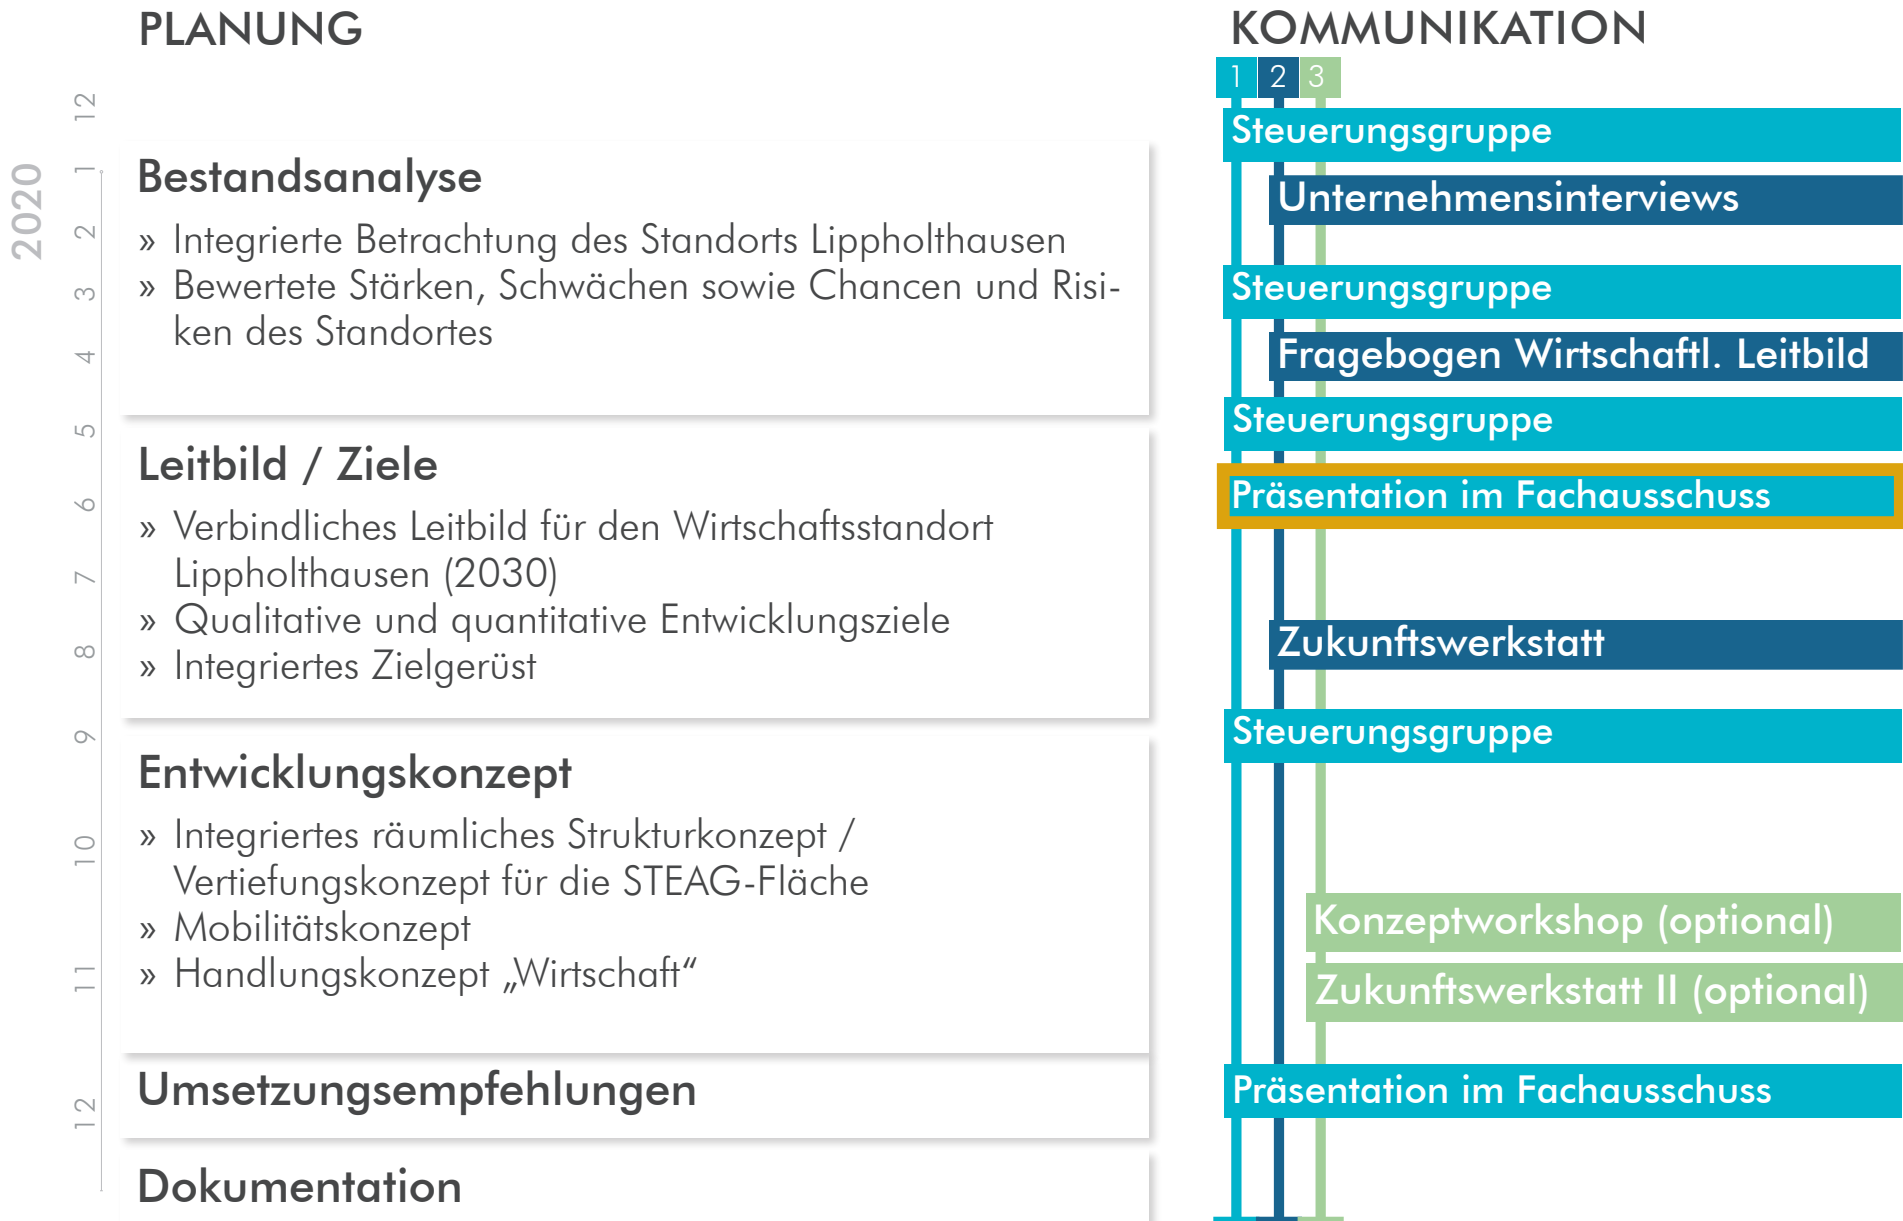 PLANUNG
2020
12
1
2
3
4
5
6
7
8
9
10
11
12
Bestandsanalyse
» Integrierte Betrachtung des Standorts Lippholthausen
» Bewertete Stärken, Schwächen sowie Chancen und Risi-
ken des Standortes
Leitbild / Ziele
» Verbindliches Leitbild für den Wirtschaftsstandort
Lippholthausen (2030)
» Qualitative und quantitative Entwicklungsziele
» Integriertes Zielgerüst
Entwicklungskonzept
» Integriertes räumliches Strukturkonzept /
Vertiefungskonzept für die STEAG-Fläche
» Mobilitätskonzept
» Handlungskonzept „Wirtschaft“
Umsetzungsempfehlungen
Dokumentation
KOMMUNIKATION
1 2 3
Steuerungsgruppe
Unternehmensinterviews
Steuerungsgruppe
Fragebogen Wirtschaftl. Leitbild
Steuerungsgruppe
Präsentation im Fachausschuss
Zukunftswerkstatt
Steuerungsgruppe
Konzeptworkshop (optional)
Zukunftswerkstatt II (optional)
Präsentation im Fachausschuss